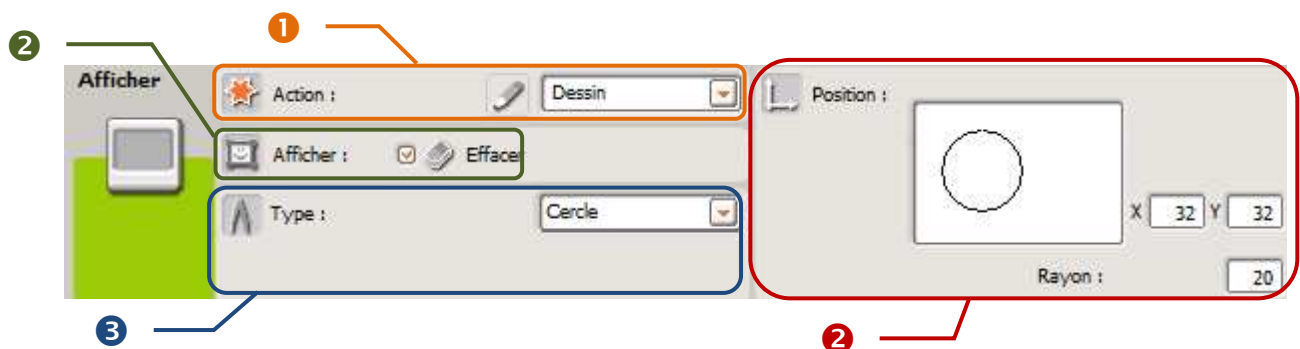 ❶
❷
Afficher
Action :
Dessin
Position :
Afficher :
Effacer
Type :
Cercle
X 32 Y 32
Rayon : 20
❸
❷